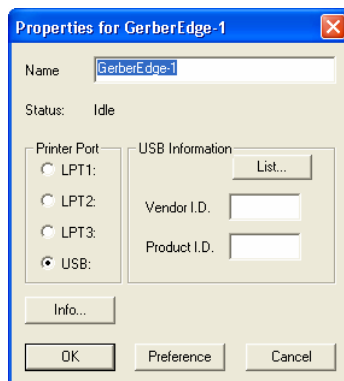 Properties for GerberEdge-1
Name GerberEdge-1
Status: Idle
Printer Port
LPT1:
LPT2:
LPT3:
USB:
USB Information
List...
Vendor I.D.
Product I.D.
Info...
OK Preference Cancel